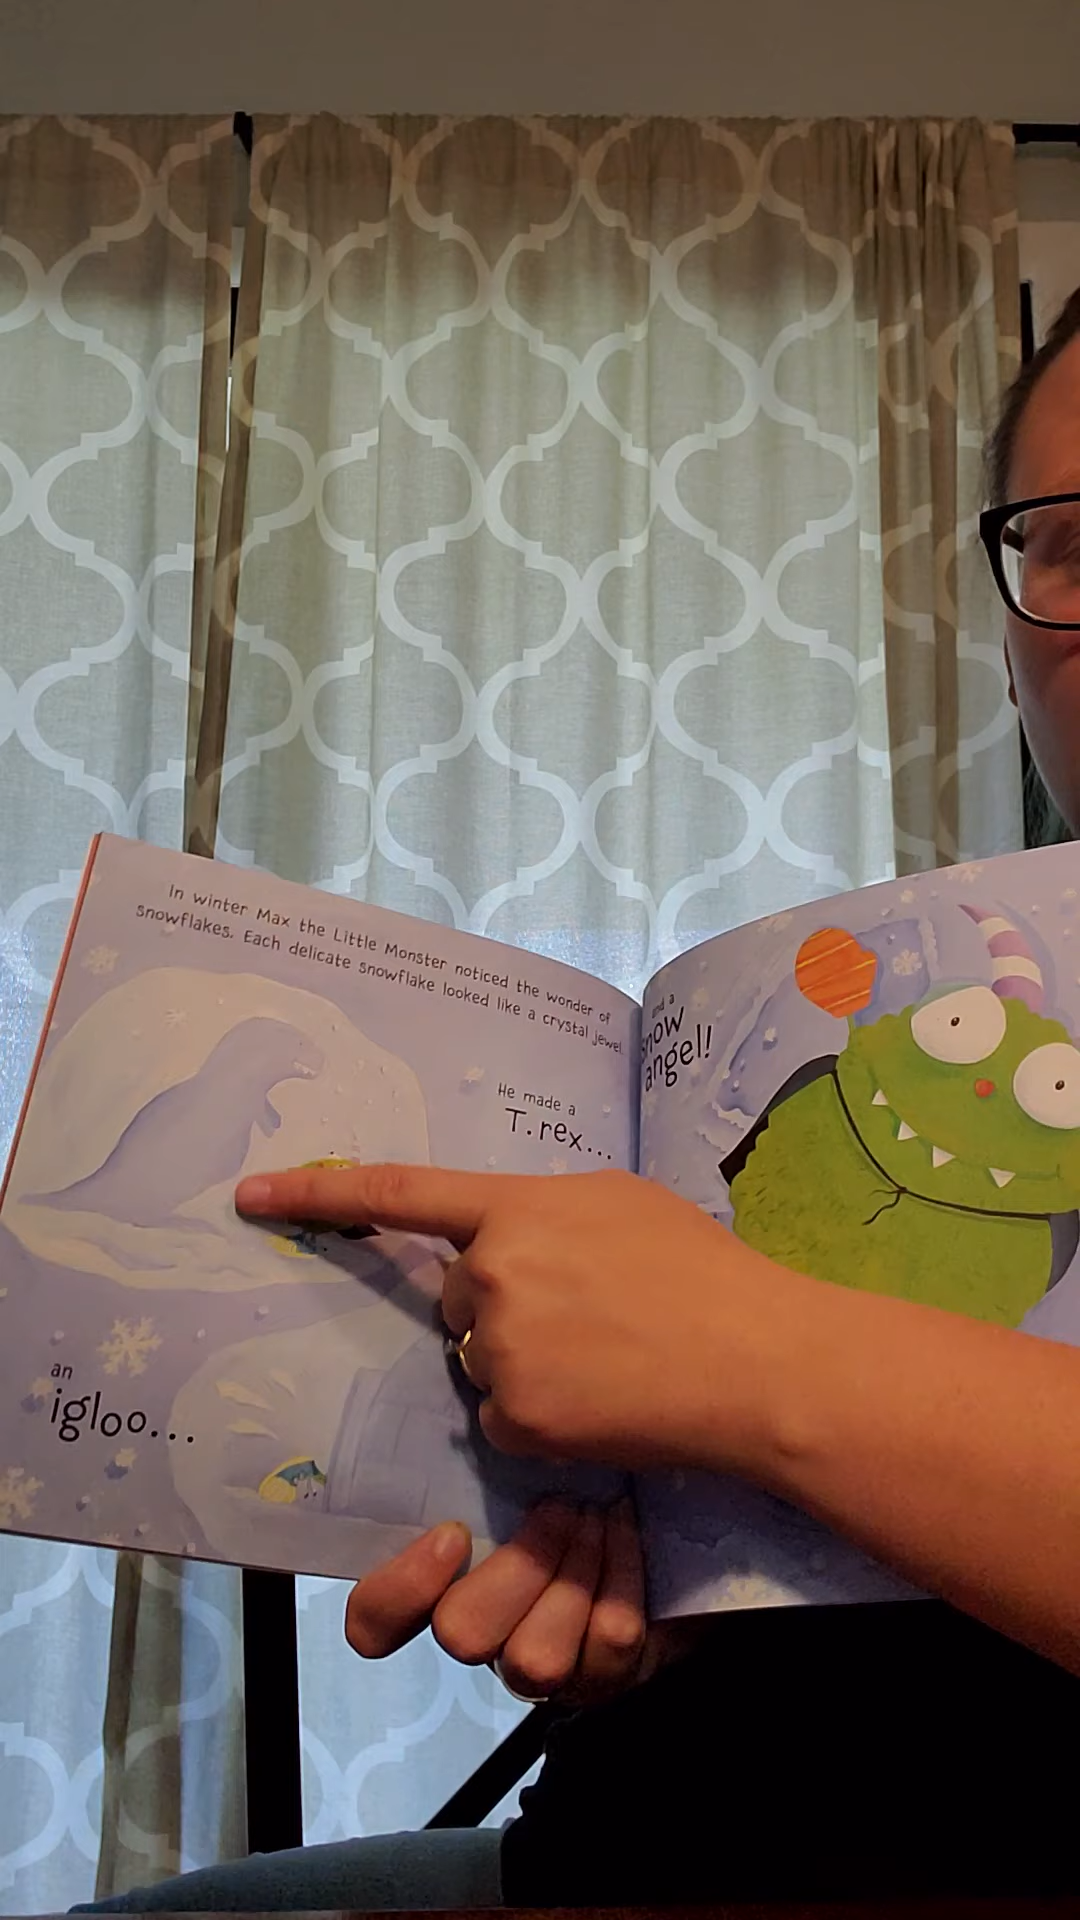 In winter Max the Little Monster noticed the wonder of
snowflakes. Each delicate snowflake looked like a crystal jewel.
He made a
T.rex...
an
igloo...
and a
snow
angel!